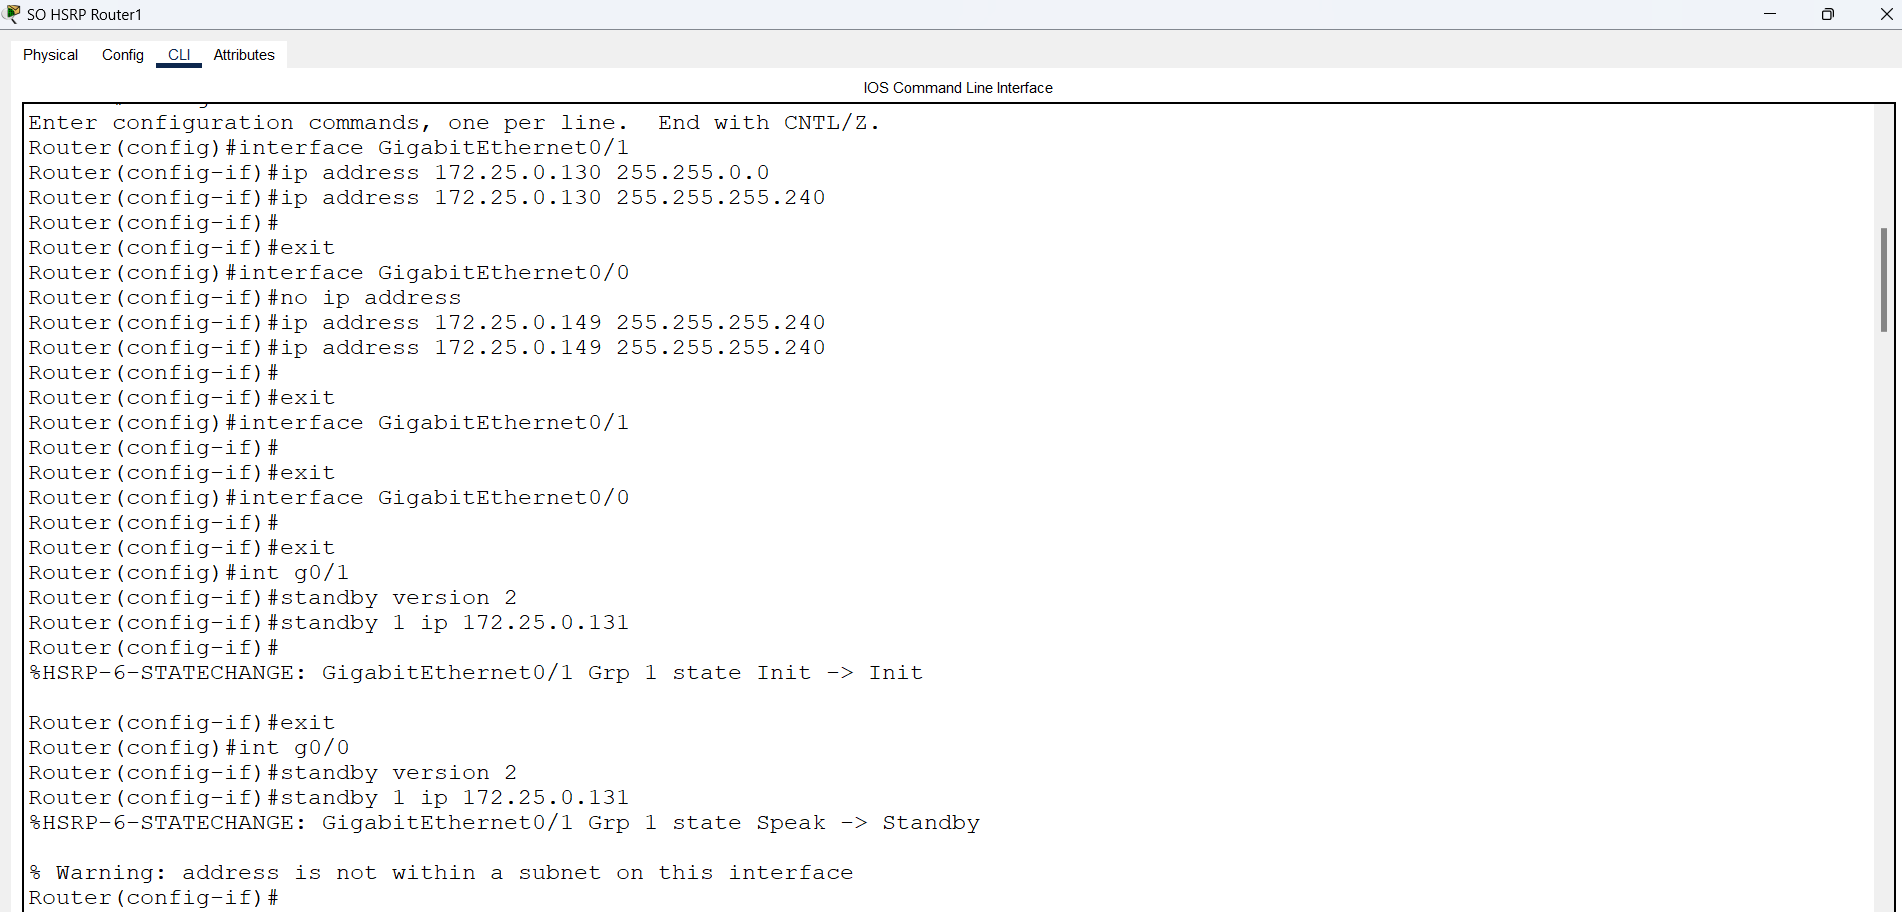 SO HSRP Router1
Physical Config CLI Attributes
IOS Command Line Interface
Enter configuration commands, one per line.  End with CNTL/Z.
Router(config)#interface GigabitEthernet0/1
Router(config-if)#ip address 172.25.0.130 255.255.0.0
Router(config-if)#ip address 172.25.0.130 255.255.255.240
Router(config-if)#
Router(config-if)#exit
Router(config)#interface GigabitEthernet0/0
Router(config-if)#no ip address
Router(config-if)#ip address 172.25.0.149 255.255.255.240
Router(config-if)#ip address 172.25.0.149 255.255.255.240
Router(config-if)#
Router(config-if)#exit
Router(config)#interface GigabitEthernet0/1
Router(config-if)#
Router(config-if)#exit
Router(config)#interface GigabitEthernet0/0
Router(config-if)#
Router(config-if)#exit
Router(config)#int g0/1
Router(config-if)#standby version 2
Router(config-if)#standby 1 ip 172.25.0.131
Router(config-if)#
%HSRP-6-STATECHANGE: GigabitEthernet0/1 Grp 1 state Init -> Init
Router(config-if)#exit
Router(config)#int g0/0
Router(config-if)#standby version 2
Router(config-if)#standby 1 ip 172.25.0.131
%HSRP-6-STATECHANGE: GigabitEthernet0/1 Grp 1 state Speak -> Standby
% Warning: address is not within a subnet on this interface
Router(config-if)#